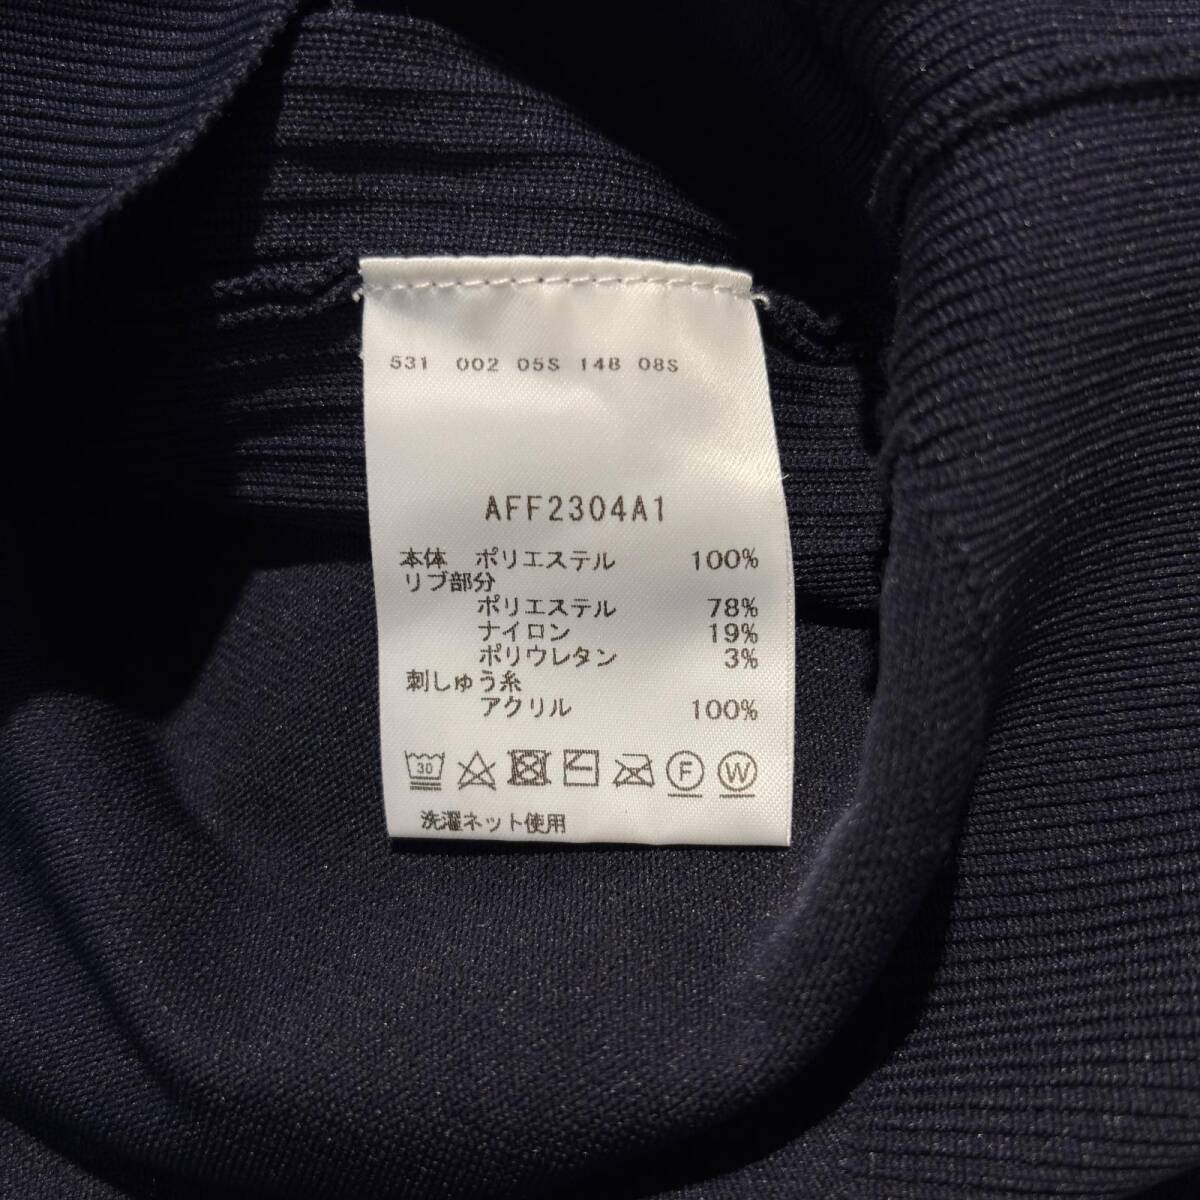 531 002 05S 14B 08S
AFF2304A1
本体 ポリエステル 100%
リブ部分
ポリエステル 78%
ナイロン 19%
ポリウレタン 3%
刺しゅう糸
アクリル 100%
30 F W
洗濯ネット使用